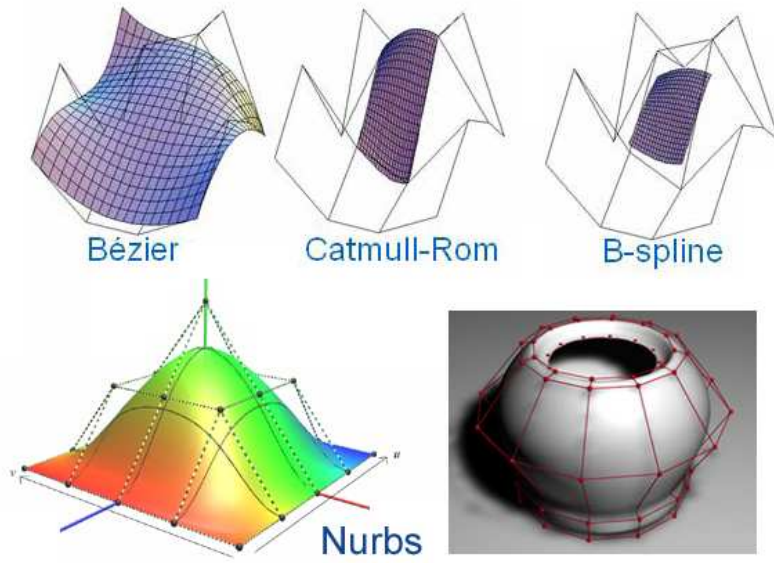 Bézier
Catmull-Rom
B-spline
v
u
Nurbs